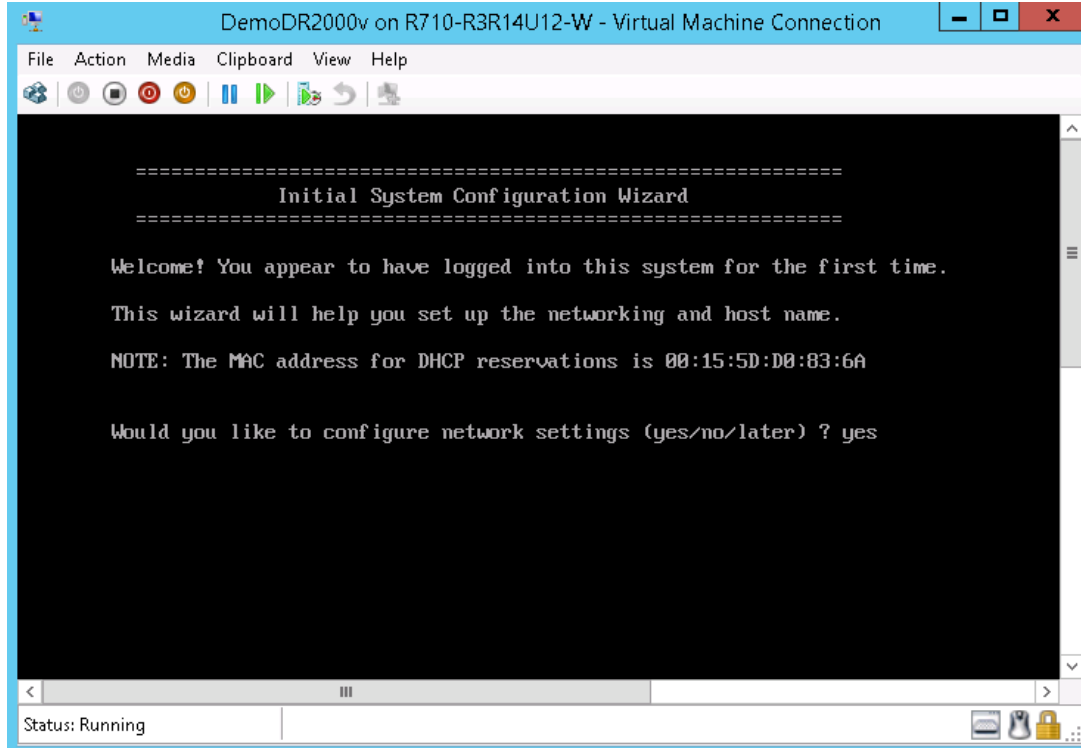 DemoDR2000v on R710-R3R14U12-W - Virtual Machine Connection
File Action Media Clipboard View Help
============================================================
Initial System Configuration Wizard
============================================================
Welcome! You appear to have logged into this system for the first time.
This wizard will help you set up the networking and host name.
NOTE: The MAC address for DHCP reservations is 00:15:5D:D0:83:6A
Would you like to configure network settings (yes/no/later) ? yes
Status: Running